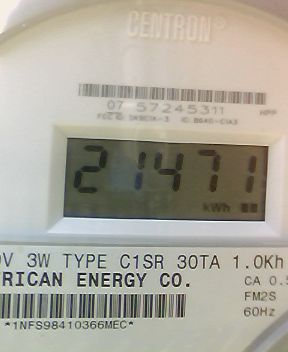 CENTRON®
07 57245311 HPP
21471
kWh
V 3W TYPE C1SR 30TA 1.0Kh
RICAN ENERGY CO.
CA 0.5
FM2S
60Hz
*1NFS98410366MEC*